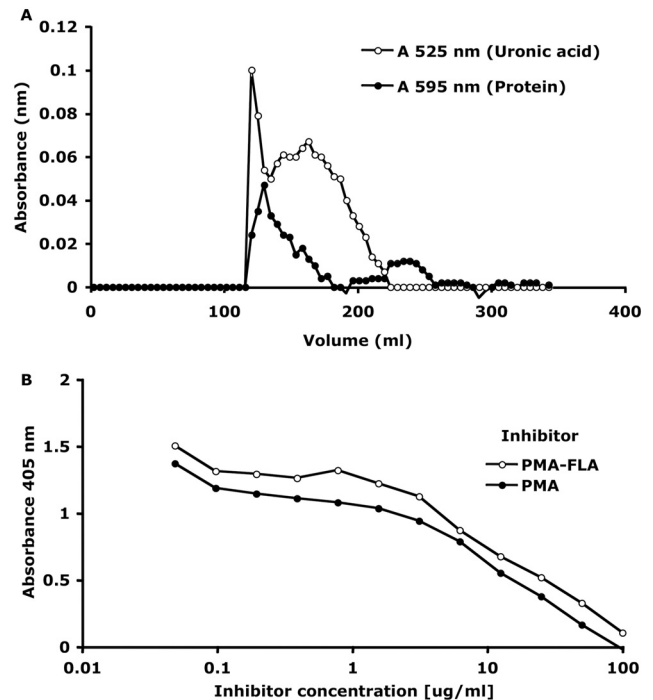 A
0.12
0.1
0.08
0.06
0.04
0.02
0
Absorbance (nm)
A 525 nm (Uronic acid)
A 595 nm (Protein)
0
100
200
300
400
Volume (ml)
B
2
1.5
1
0.5
0
Absorbance 405 nm
Inhibitor
PMA-FLA
PMA
0.01
0.1
1
10
100
Inhibitor concentration [ug/ml]